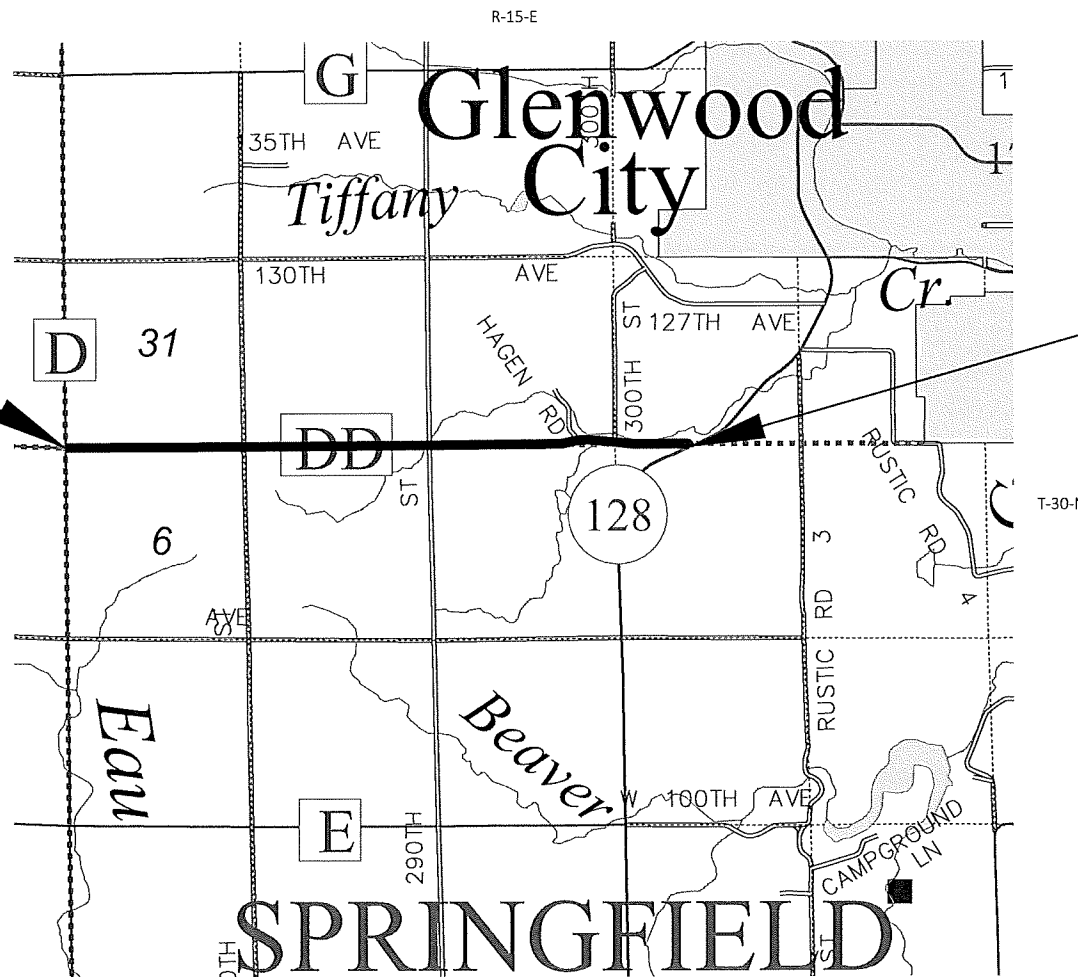 R-15-E
G
Glenwood
City
300TH
35TH AVE
1
Tiffany
130TH AVE
Cr.
D
31
HAGEN RD
ST
127TH AVE
300TH
DD
ST
RUSTIC RD 4
T-30-N
128
6
AVE
ST
RUSTIC RD 3
Eau
Beaver
W 100TH AVE
E
290TH
CAMPGROUND
LN
SPRINGFIELD
ST